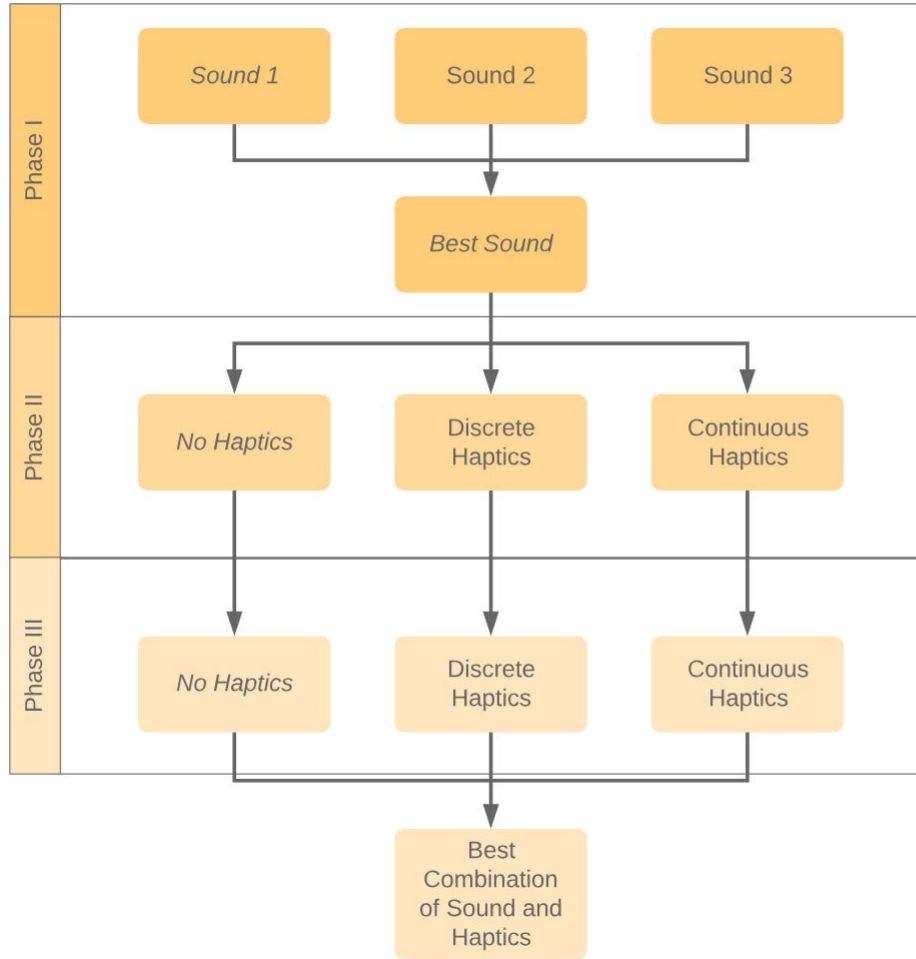 Phase I
Sound 1
Sound 2
Sound 3
Best Sound
Phase II
No Haptics
Discrete
Haptics
Continuous
Haptics
Phase III
No Haptics
Discrete
Haptics
Continuous
Haptics
Best
Combination
of Sound and
Haptics